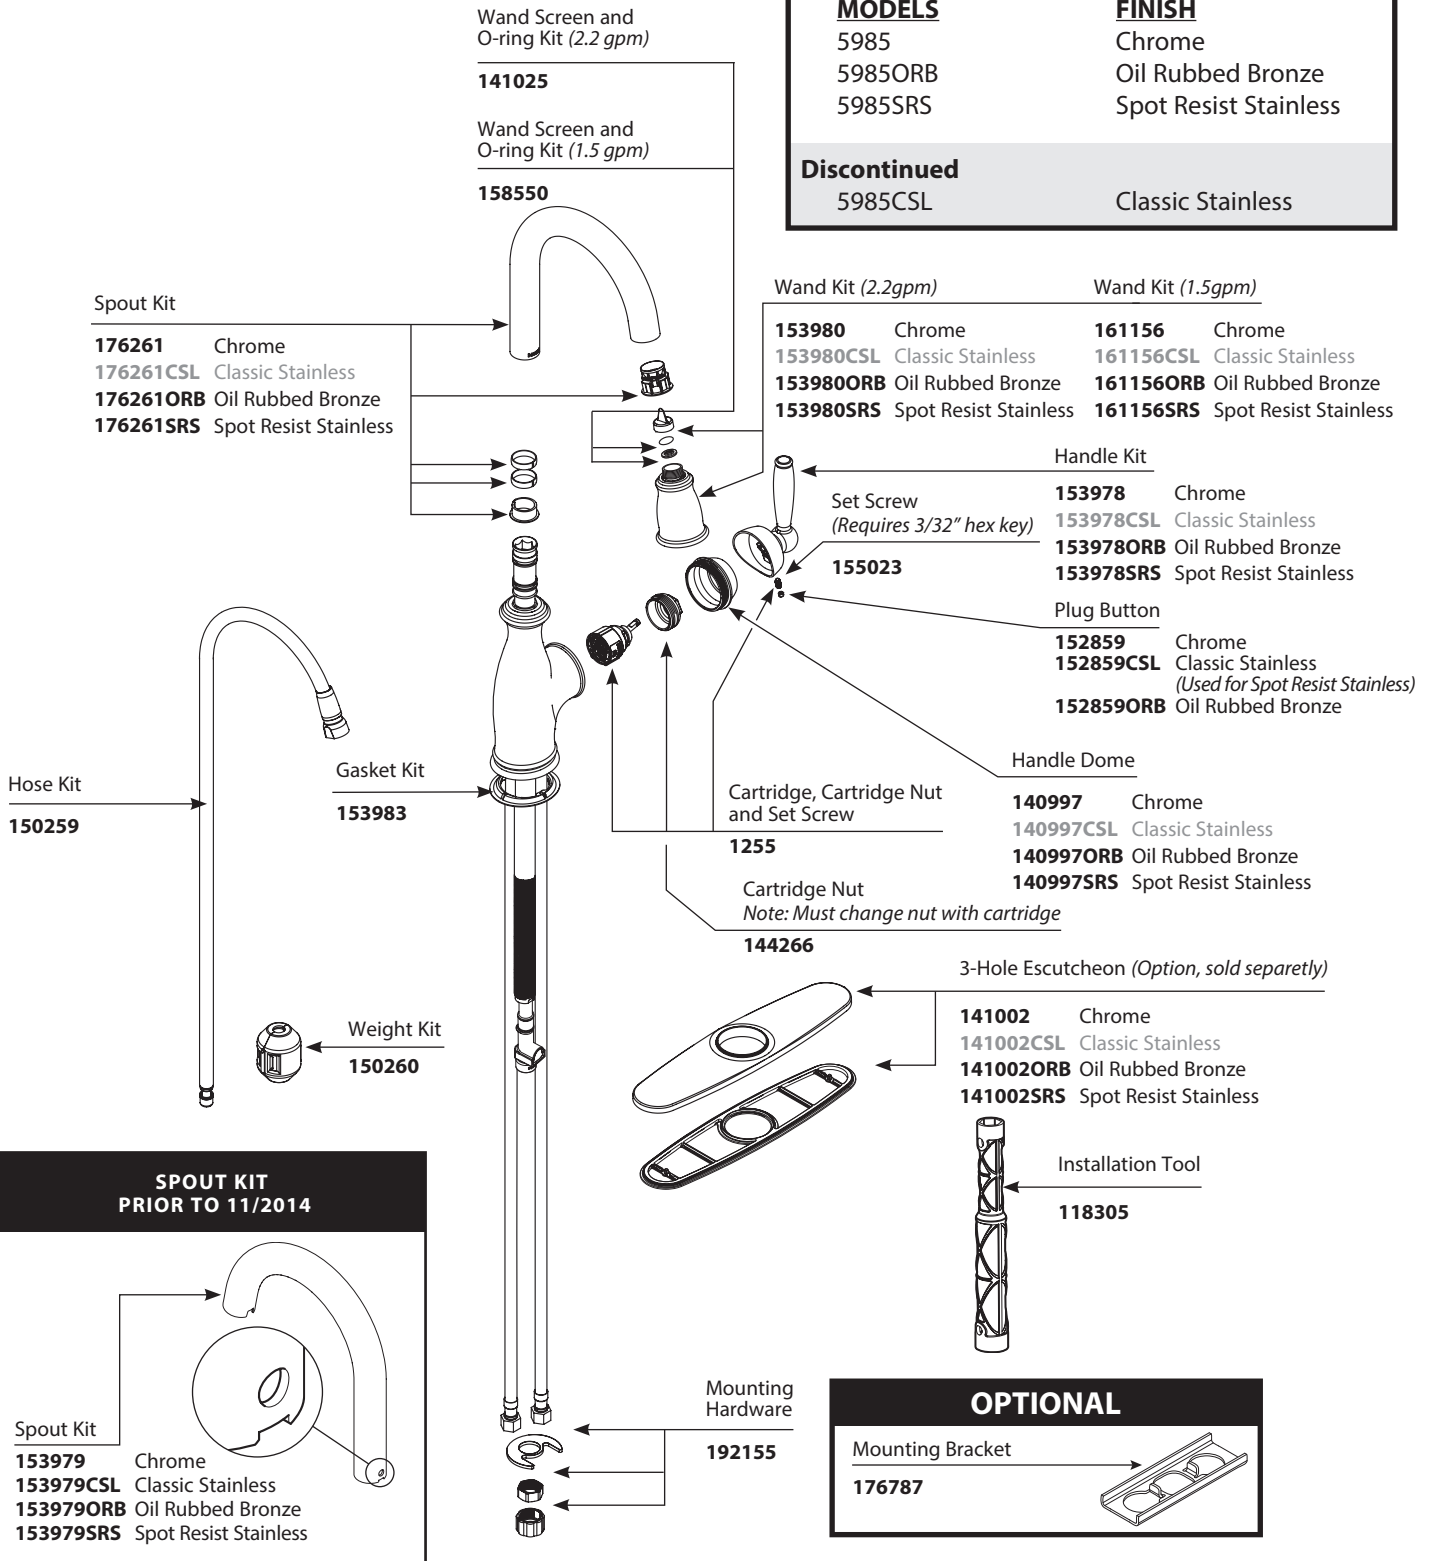 MODELS FINISH
5985 Chrome
5985ORB Oil Rubbed Bronze
5985SRS Spot Resist Stainless
Discontinued
5985CSL Classic Stainless
Wand Screen and
O-ring Kit (2.2 gpm)
141025
Wand Screen and
O-ring Kit (1.5 gpm)
158550
Spout Kit
176261 Chrome
176261CSL Classic Stainless
176261ORB Oil Rubbed Bronze
176261SRS Spot Resist Stainless
Wand Kit (2.2gpm)
153980 Chrome
153980CSL Classic Stainless
153980ORB Oil Rubbed Bronze
153980SRS Spot Resist Stainless
Wand Kit (1.5gpm)
161156 Chrome
161156CSL Classic Stainless
161156ORB Oil Rubbed Bronze
161156SRS Spot Resist Stainless
Handle Kit
153978 Chrome
153978CSL Classic Stainless
153978ORB Oil Rubbed Bronze
153978SRS Spot Resist Stainless
Set Screw
(Requires 3/32" hex key)
155023
Plug Button
152859 Chrome
152859CSL Classic Stainless
(Used for Spot Resist Stainless)
152859ORB Oil Rubbed Bronze
Hose Kit
150259
Gasket Kit
153983
Handle Dome
140997 Chrome
140997CSL Classic Stainless
140997ORB Oil Rubbed Bronze
140997SRS Spot Resist Stainless
Cartridge, Cartridge Nut
and Set Screw
1255
Cartridge Nut
Note: Must change nut with cartridge
144266
3-Hole Escutcheon (Option, sold separetly)
141002 Chrome
141002CSL Classic Stainless
141002ORB Oil Rubbed Bronze
141002SRS Spot Resist Stainless
Weight Kit
150260
Installation Tool
118305
SPOUT KIT
PRIOR TO 11/2014
Spout Kit
153979 Chrome
153979CSL Classic Stainless
153979ORB Oil Rubbed Bronze
153979SRS Spot Resist Stainless
Mounting
Hardware
192155
OPTIONAL
Mounting Bracket
176787